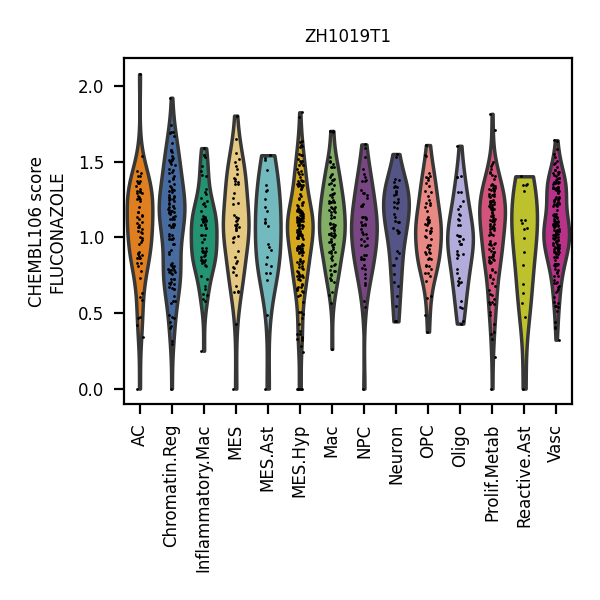 ZH1019T1
CHEMBL106 score
FLUCONAZOLE
2.0
1.5
1.0
0.5
0.0
AC
Chromatin.Reg
Inflammatory.Mac
MES
MES.Ast
MES.Hyp
Mac
NPC
Neuron
OPC
Oligo
Prolif.Metab
Reactive.Ast
Vasc